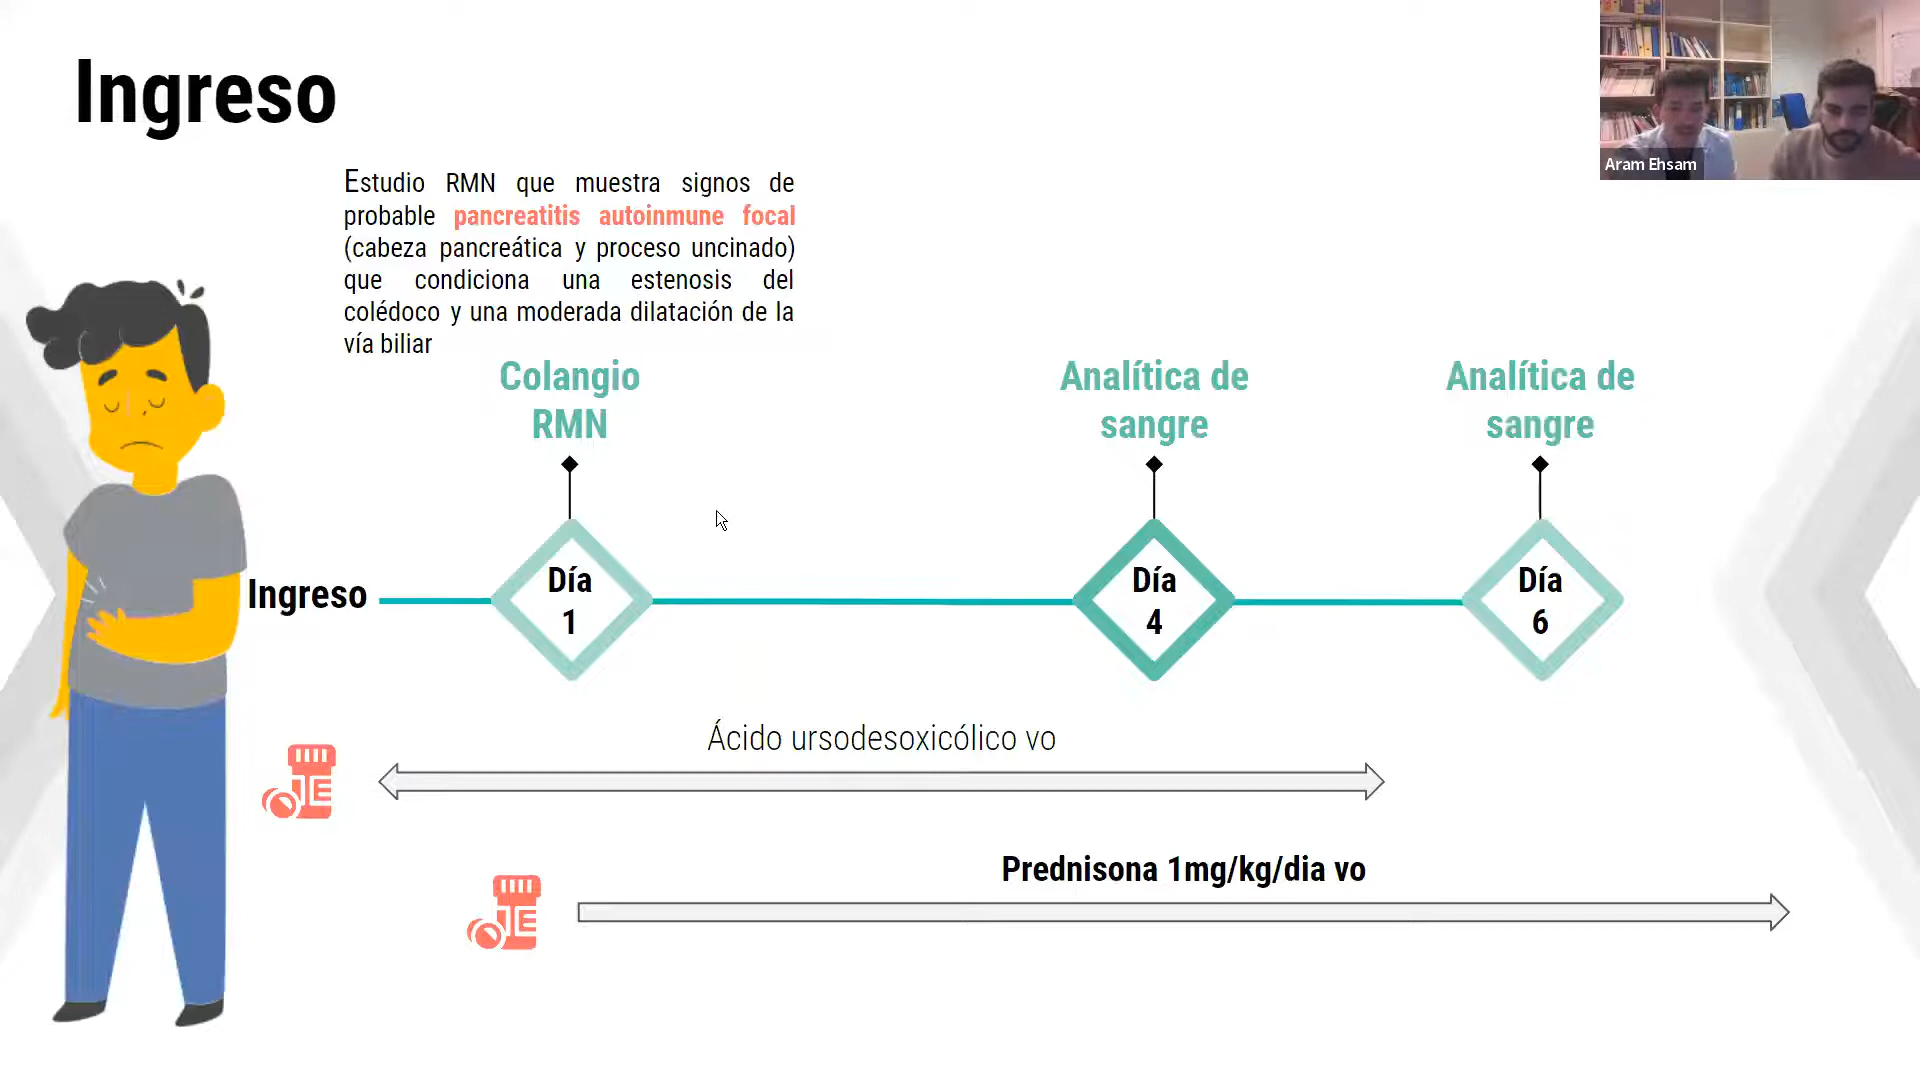 Ingreso
Aram Ehsam
Estudio RMN que muestra signos de
probable pancreatitis autoinmune focal
(cabeza pancreática y proceso uncinado)
que condiciona una estenosis del
colédoco y una moderada dilatación de la
vía biliar
Colangio
RMN
Analítica de
sangre
Analítica de
sangre
Ingreso
Día
1
Día
4
Día
6
Ácido ursodesoxicólico vo
Prednisona 1mg/kg/dia vo